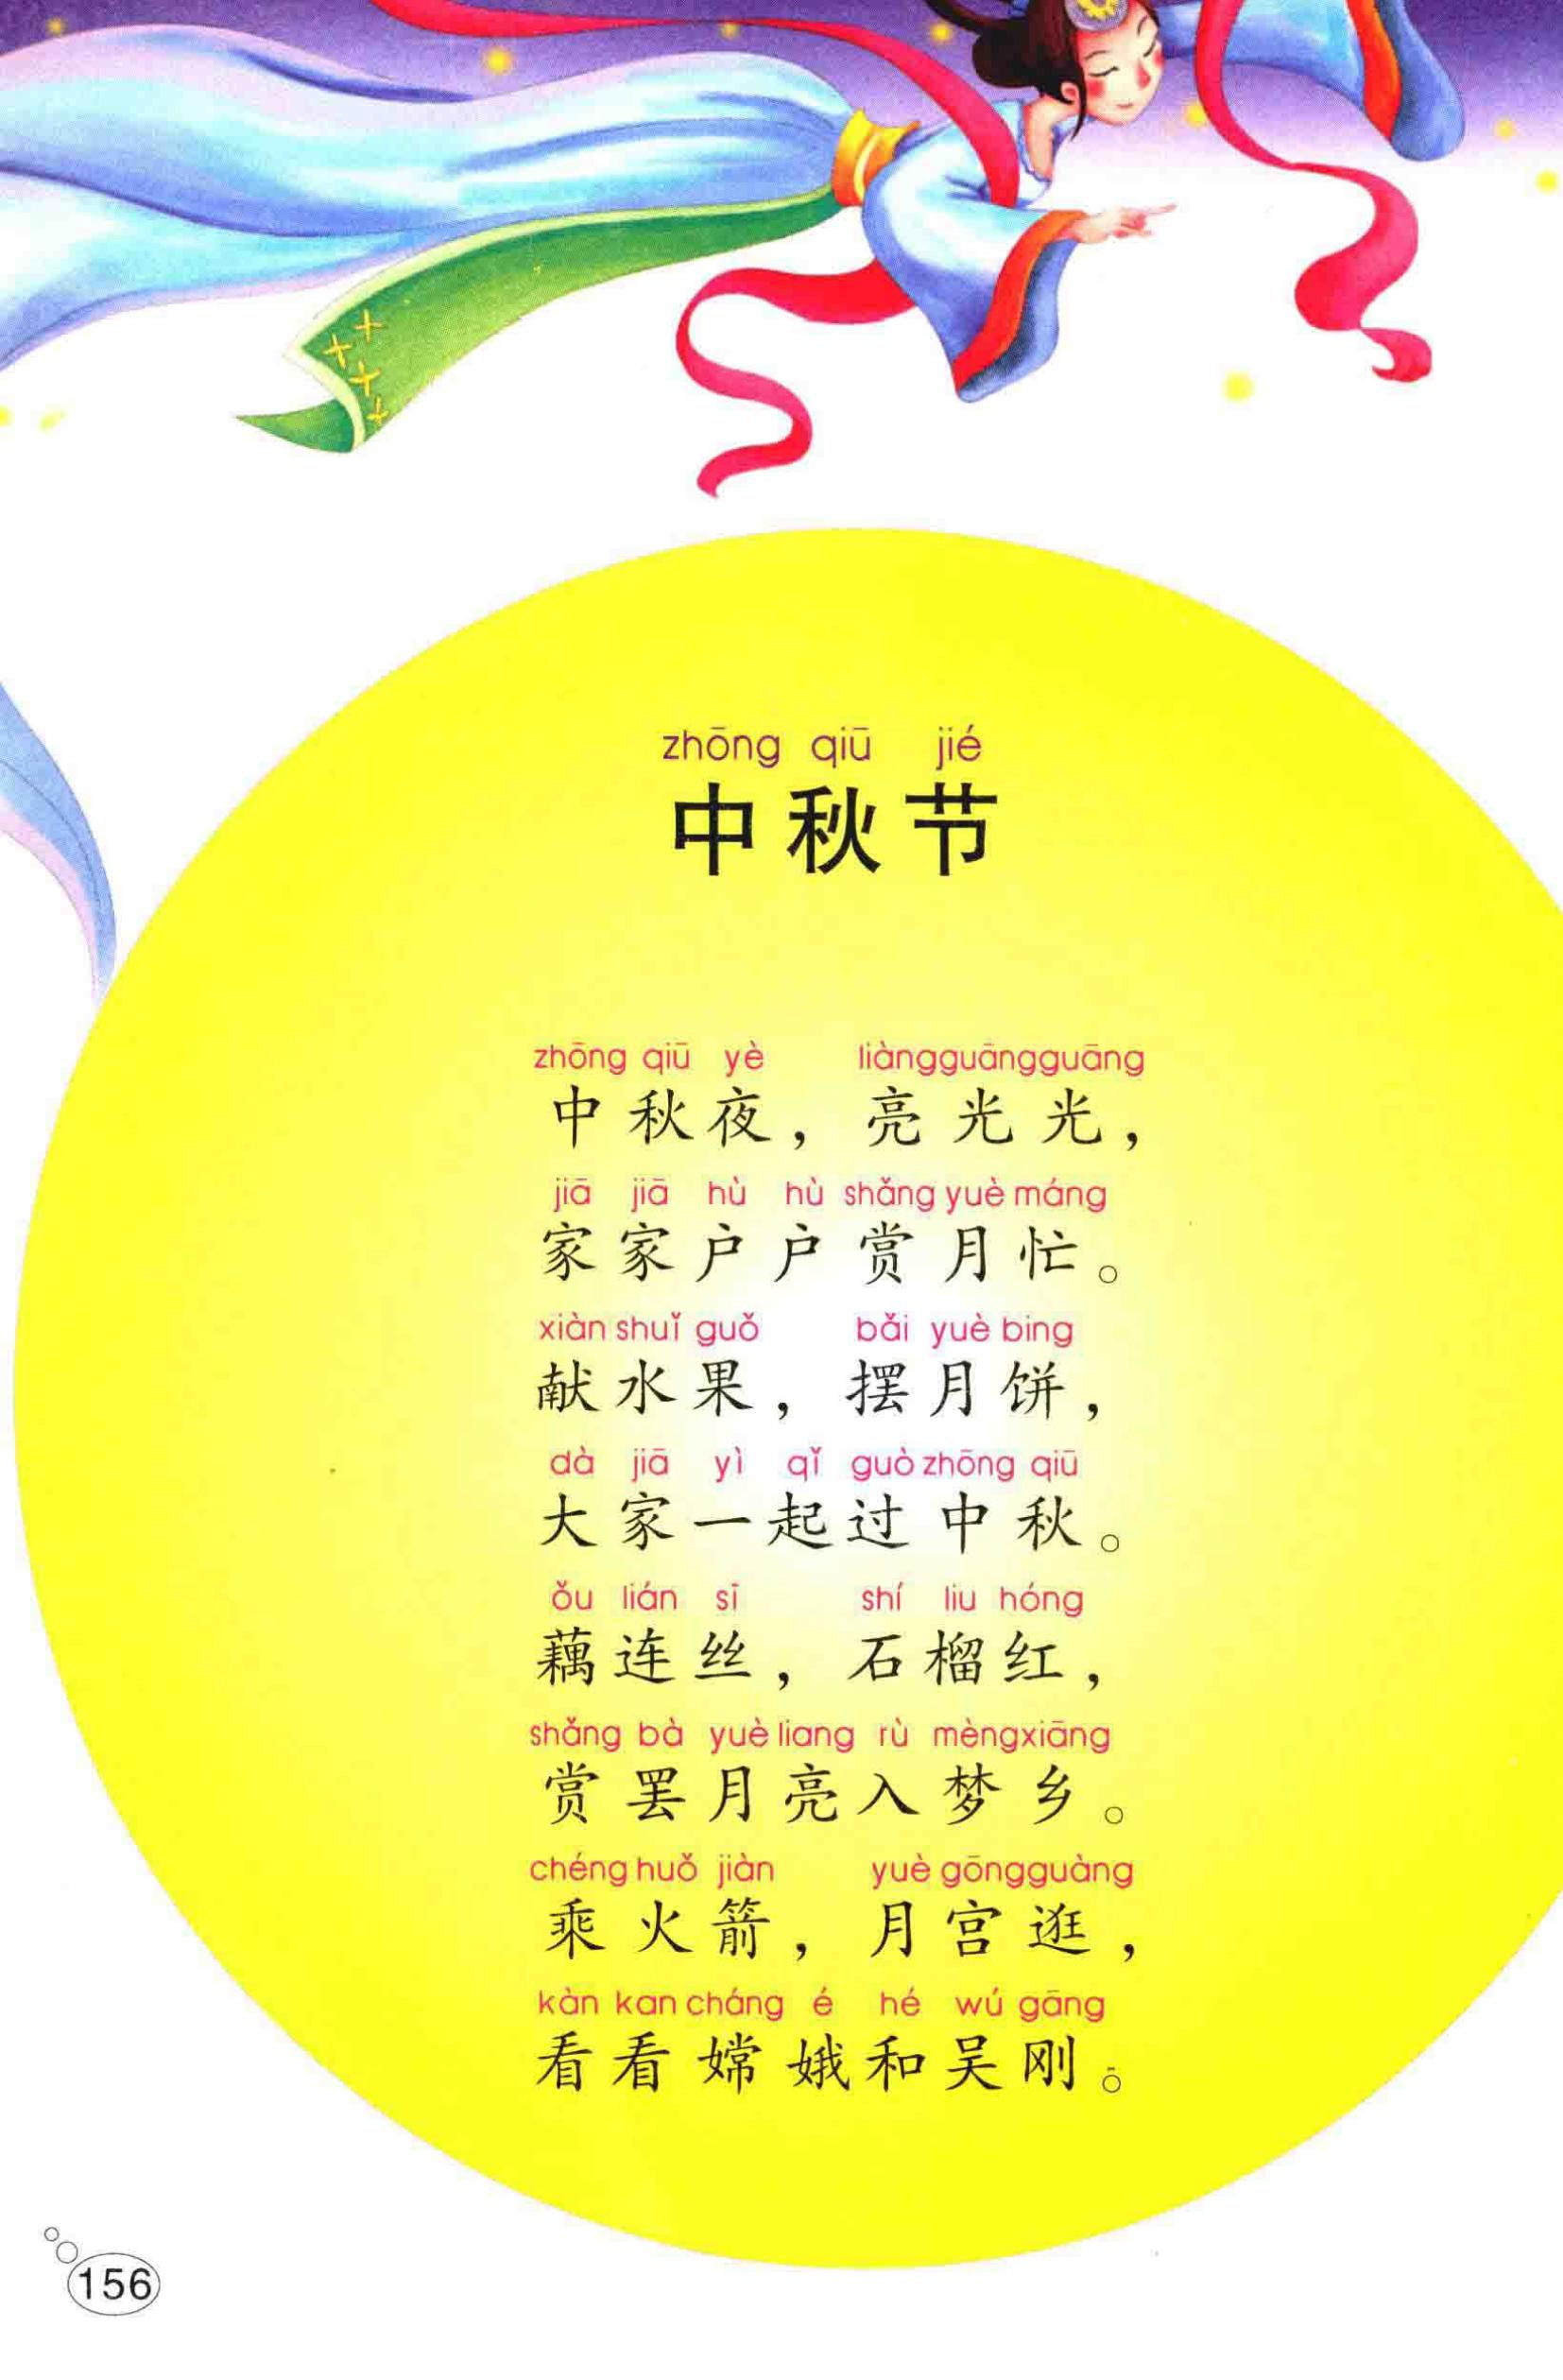 zhōng qiū jié
中秋节
zhōng qiū yè liàngguāngguāng
中秋夜，亮光光，
jiā jiā hù hù shǎng yuè máng
家家户户赏月忙。
xiàn shuǐ guǒ bǎi yuè bing
献水果，摆月饼，
dà jiā yì qǐ guò zhōng qiū
大家一起过中秋。
ǒu lián sī shí liu hóng
藕连丝，石榴红，
shǎng bà yuè liang rù mèngxiāng
赏罢月亮入梦乡。
chéng huǒ jiàn yuè gōngguàng
乘火箭，月宫逛，
kàn kan cháng é hé wú gāng
看看嫦娥和吴刚。
156